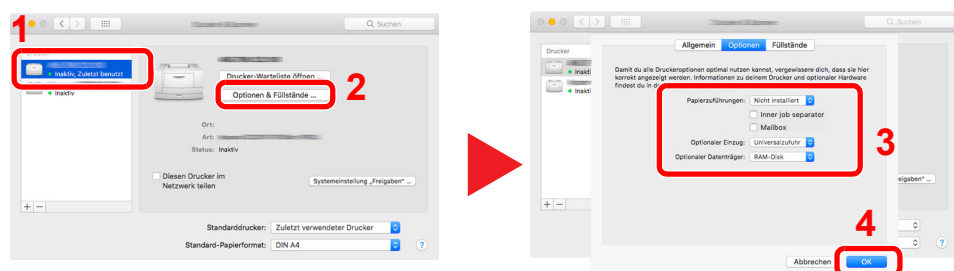 1
Suchen
Inaktiv, Zuletzt benutzt
Inaktiv
Drucker-Warteliste öffnen ...
Optionen & Füllstände ...
2
Ort:
Art:
Status: Inaktiv
Diesen Drucker im
Netzwerk teilen
Systemeinstellung „Freigaben“ ...
+ −
Standarddrucker: Zuletzt verwendeter Drucker
Standard-Papierformat: DIN A4
?
Suchen
Drucker
Inakti
Inakti
Allgemein Optionen Füllstände
Damit du alle Druckeroptionen optimal nutzen kannst, vergewissere dich, dass sie hier
korrekt angezeigt werden. Informationen zu deinem Drucker und optionaler Hardware
findest du in de
Papierzuführungen: Nicht installiert
Inner job separator
Mailbox
Optionaler Einzug: Universalzufuhr
Optionaler Datenträger: RAM-Disk
3
eigaben“ ...
+ −
4
?
Abbrechen OK